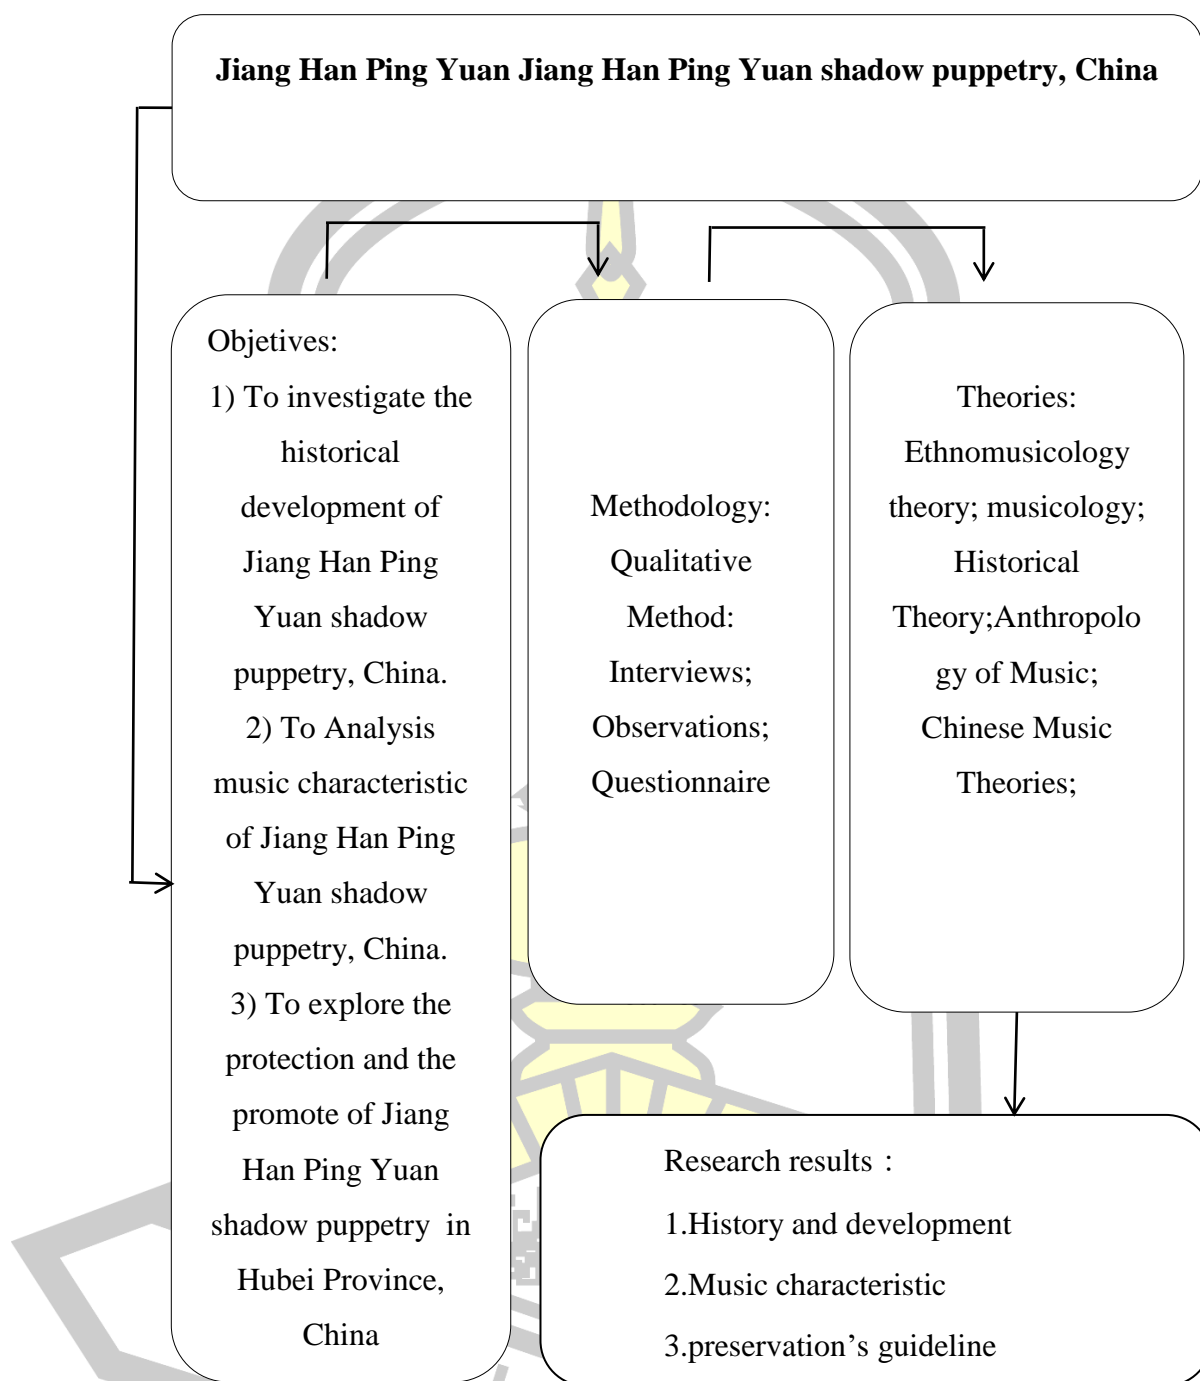 Jiang Han Ping Yuan Jiang Han Ping Yuan shadow puppetry, China
Objetives:
1) To investigate the
historical
development of
Jiang Han Ping
Yuan shadow
puppetry, China.
2) To Analysis
music characteristic
of Jiang Han Ping
Yuan shadow
puppetry, China.
3) To explore the
protection and the
promote of Jiang
Han Ping Yuan
shadow puppetry in
Hubei Province,
China
Methodology:
Qualitative
Method:
Interviews;
Observations;
Questionnaire
Theories:
Ethnomusicology
theory; musicology;
Historical
Theory;Anthropolo
gy of Music;
Chinese Music
Theories;
Research results：
1.History and development
2.Music characteristic
3.preservation’s guideline